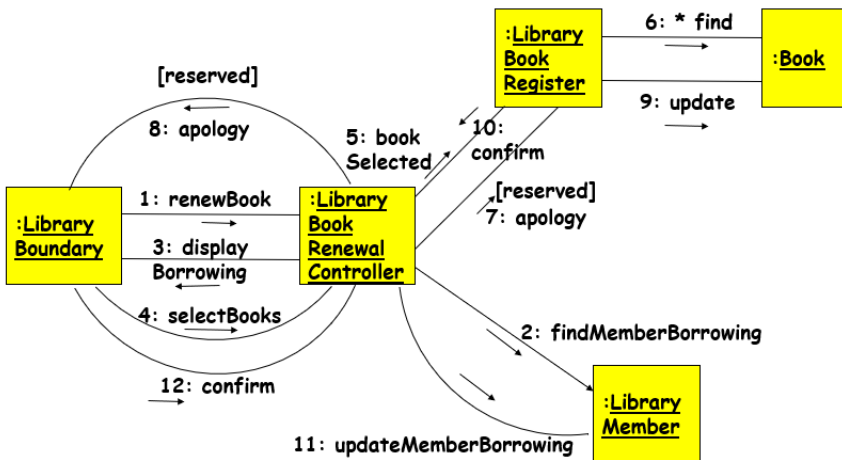 6: * find
:Library
Book
Register
:Book
[reserved]
9: update
8: apology
5: book
Selected
10:
confirm
1: renewBook
:Library
Book
Renewal
Controller
[reserved]
7: apology
:Library
Boundary
3: display
Borrowing
4: selectBooks
2: findMemberBorrowing
12: confirm
:Library
Member
11: updateMemberBorrowing